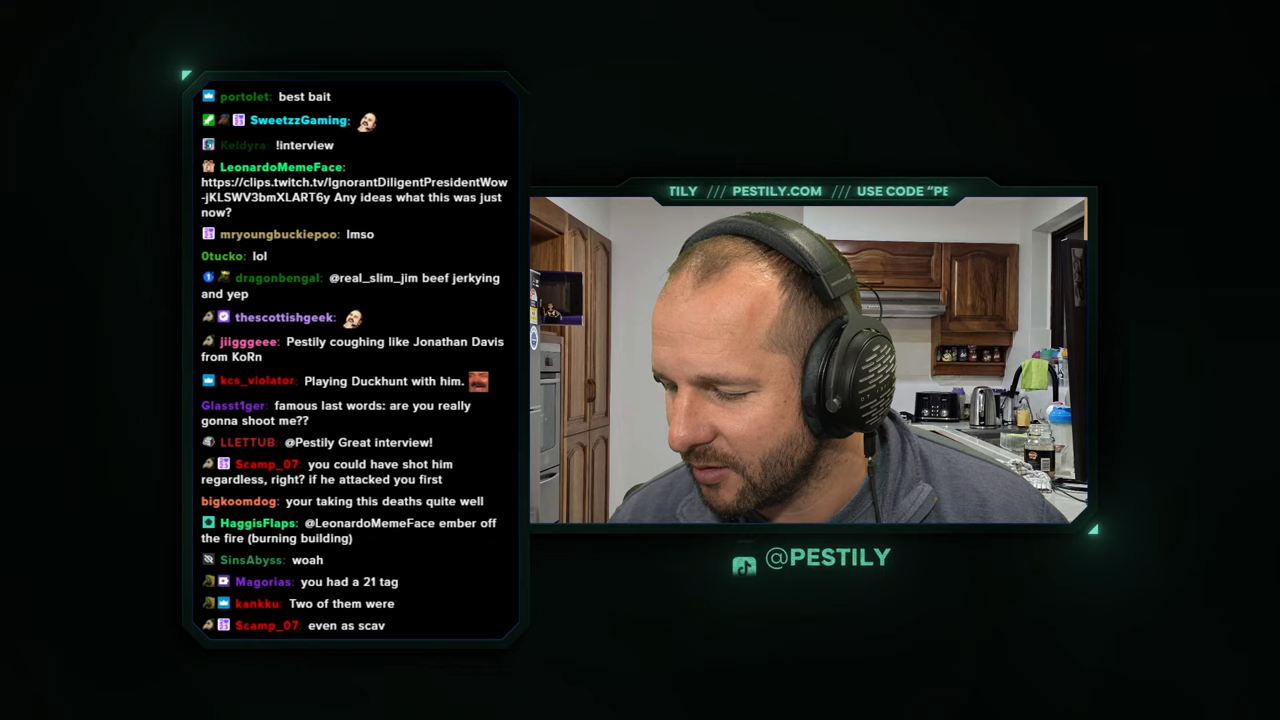 portolet: best bait
SweetzzGaming:
Keldyra: !interview
LeonardoMemeFace:
https://clips.twitch.tv/IgnorantDiligentPresidentWow
-jKLSWV3bmXLART6y Any ideas what this was just
now?
mryoungbuckiepoo: lmso
0tucko: lol
dragonbengal: @real_slim_jim beef jerkying
and yep
thescottishgeek:
jiigggeee: Pestily coughing like Jonathan Davis
from KoRn
kcs_violator: Playing Duckhunt with him.
Glasst1ger: famous last words: are you really
gonna shoot me??
LLETTUB: @Pestily Great interview!
Scamp_07: you could have shot him
regardless, right? if he attacked you first
bigkoomdog: your taking this deaths quite well
HaggisFlaps: @LeonardoMemeFace ember off
the fire (burning building)
SinsAbyss: woah
Magorias: you had a 21 tag
kankku: Two of them were
Scamp_07: even as scav
TILY /// PESTILY.COM /// USE CODE "PE
@PESTILY